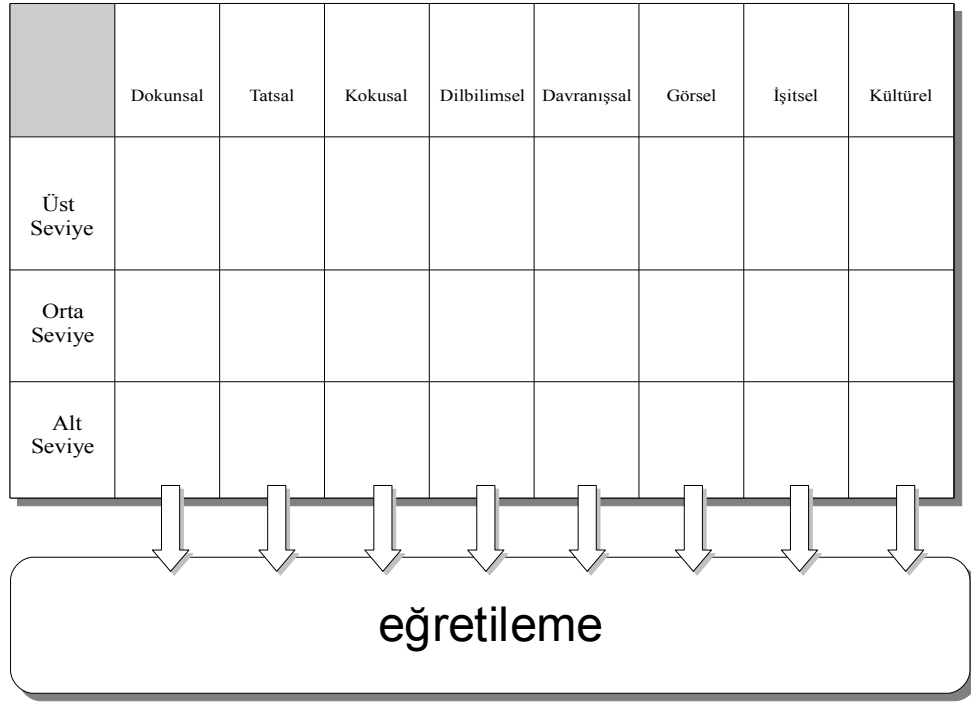 Dokunsal Tatsal Kokusal Dilbilimsel Davranışsal Görsel İşitsel Kültürel
Üst
Seviye
Orta
Seviye
Alt
Seviye
eğretileme